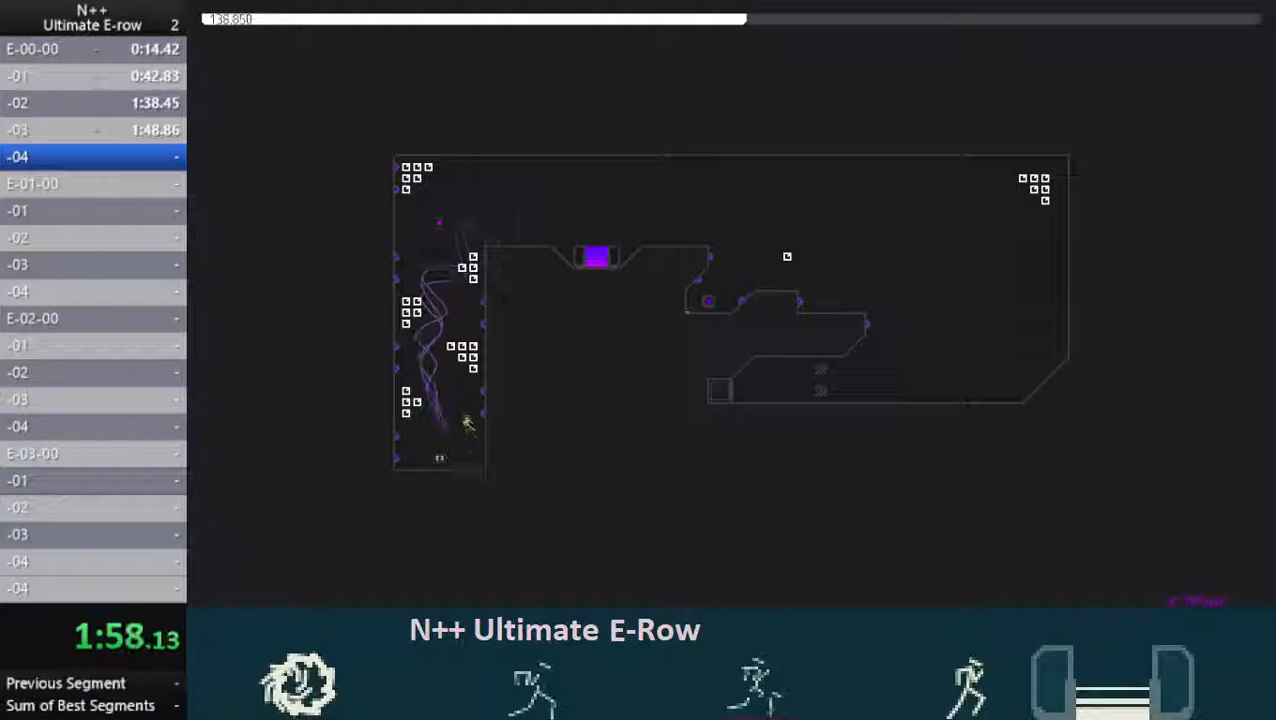 N++
Ultimate E-row 2
136.850
E-00-00 - 0:14.42
-01 0:42.83
-02 1:38.45
-03 - 1:48.86
-04 -
E-01-00 -
-01 -
-02 -
-03 -
-04 -
E-02-00 -
-01 -
-02 -
-03 -
-04 -
E-03-00 -
-01 -
-02 -
-03 -
-04 -
-04 -
1:58.13
Previous Segment -
Sum of Best Segments -
N++ Ultimate E-Row